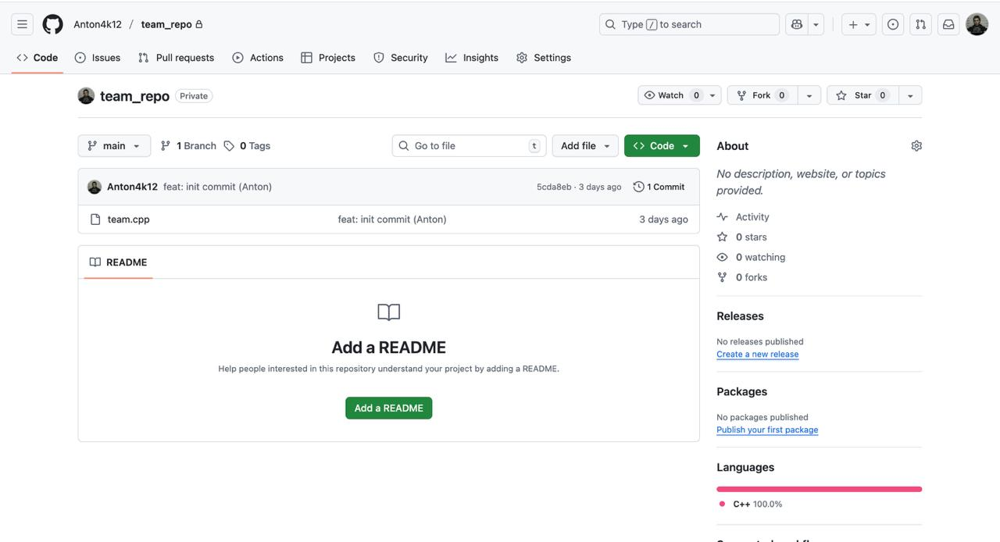 Anton4k12 / team_repo
Type / to search
Code Issues Pull requests Actions Projects Security Insights Settings
team_repo Private
Watch 0 Fork 0 Star 0
main 1 Branch 0 Tags Go to file t Add file Code
Anton4k12 feat: init commit (Anton) 5cda8eb · 3 days ago 1 Commit
team.cpp feat: init commit (Anton) 3 days ago
README
Add a README
Help people interested in this repository understand your project by adding a README.
Add a README
About
No description, website, or topics
provided.
Activity
0 stars
0 watching
0 forks
Releases
No releases published
Create a new release
Packages
No packages published
Publish your first package
Languages
C++ 100.0%